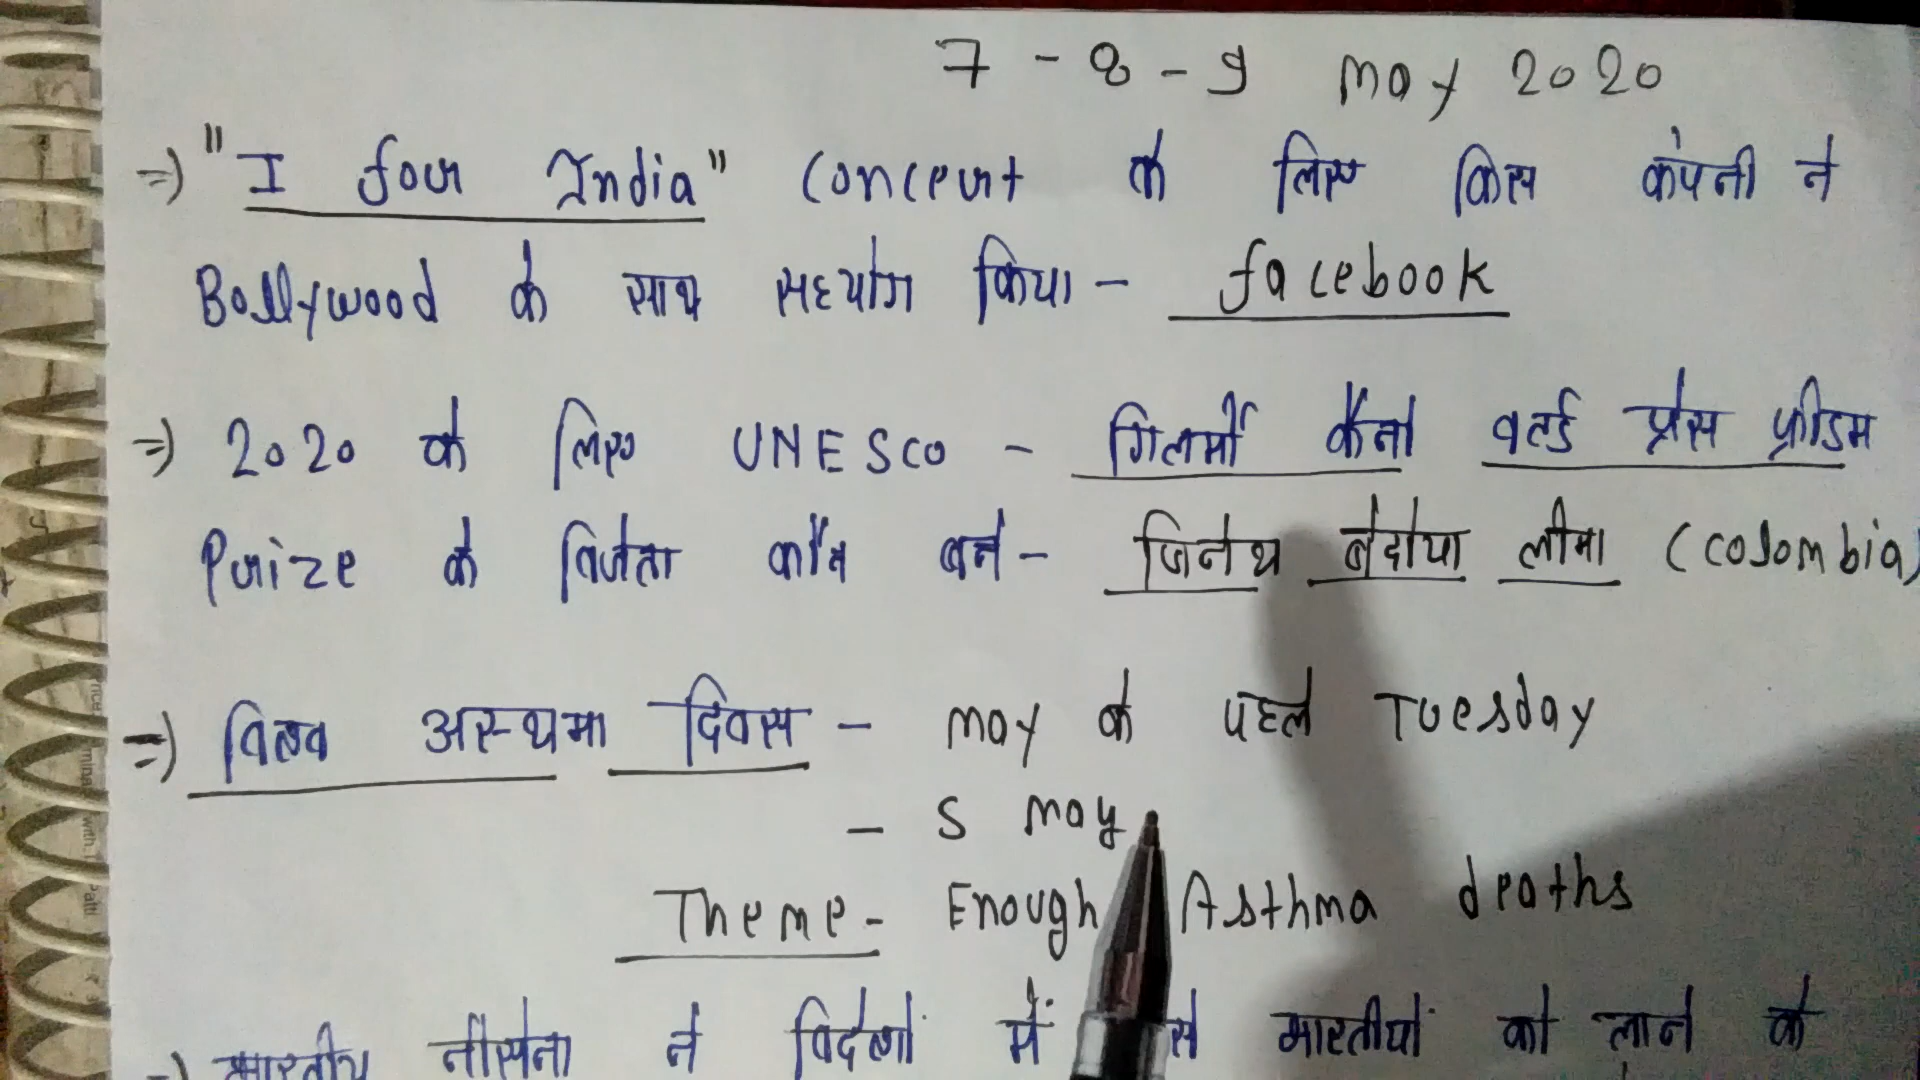 7 - 8 - 9 May 2020
=) "I four India" Concert के लिए किस कंपनी ने
Bollywood के साथ सहयोग किया - facebook
=) 2020 के लिए UNESCO - गिलर्मो कैनो वर्ल्ड प्रेस फ्रीडम
Prize के विजेता कौन बने - जिनेथ बेदोया लीमा (Colombia)
=) विश्व अस्थमा दिवस - May के पहले Tuesday
- 5 May
Theme - Enough Asthma deaths
=) भारतीय नौसेना ने विदेशों में से भारतीयों को लाने के